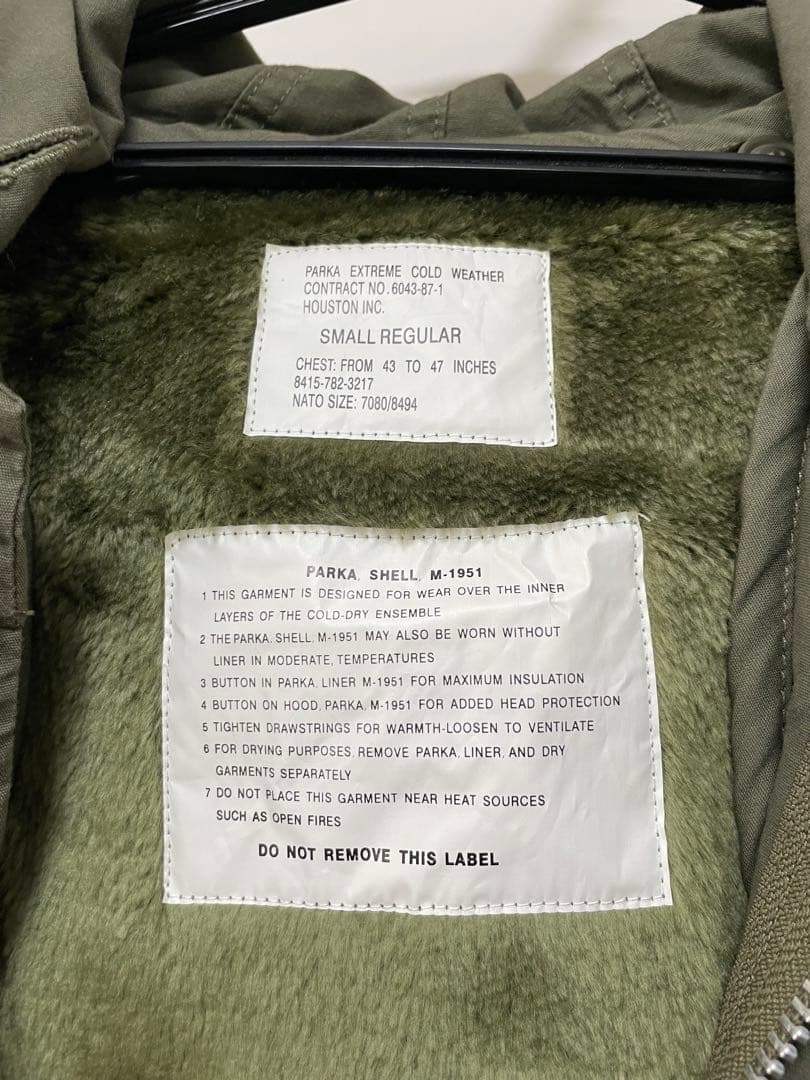 PARKA EXTREME COLD WEATHER
CONTRACT NO.6043-87-1
HOUSTON INC.
SMALL REGULAR
CHEST: FROM 43 TO 47 INCHES
8415-782-3217
NATO SIZE: 7080/8494
PARKA, SHELL, M-1951
1 THIS GARMENT IS DESIGNED FOR WEAR OVER THE INNER
LAYERS OF THE COLD-DRY ENSEMBLE
2 THE PARKA, SHELL, M-1951 MAY ALSO BE WORN WITHOUT
LINER IN MODERATE, TEMPERATURES
3 BUTTON IN PARKA, LINER M-1951 FOR MAXIMUM INSULATION
4 BUTTON ON HOOD, PARKA, M-1951 FOR ADDED HEAD PROTECTION
5 TIGHTEN DRAWSTRINGS FOR WARMTH-LOOSEN TO VENTILATE
6 FOR DRYING PURPOSES, REMOVE PARKA, LINER, AND DRY
GARMENTS SEPARATELY
7 DO NOT PLACE THIS GARMENT NEAR HEAT SOURCES
SUCH AS OPEN FIRES
DO NOT REMOVE THIS LABEL